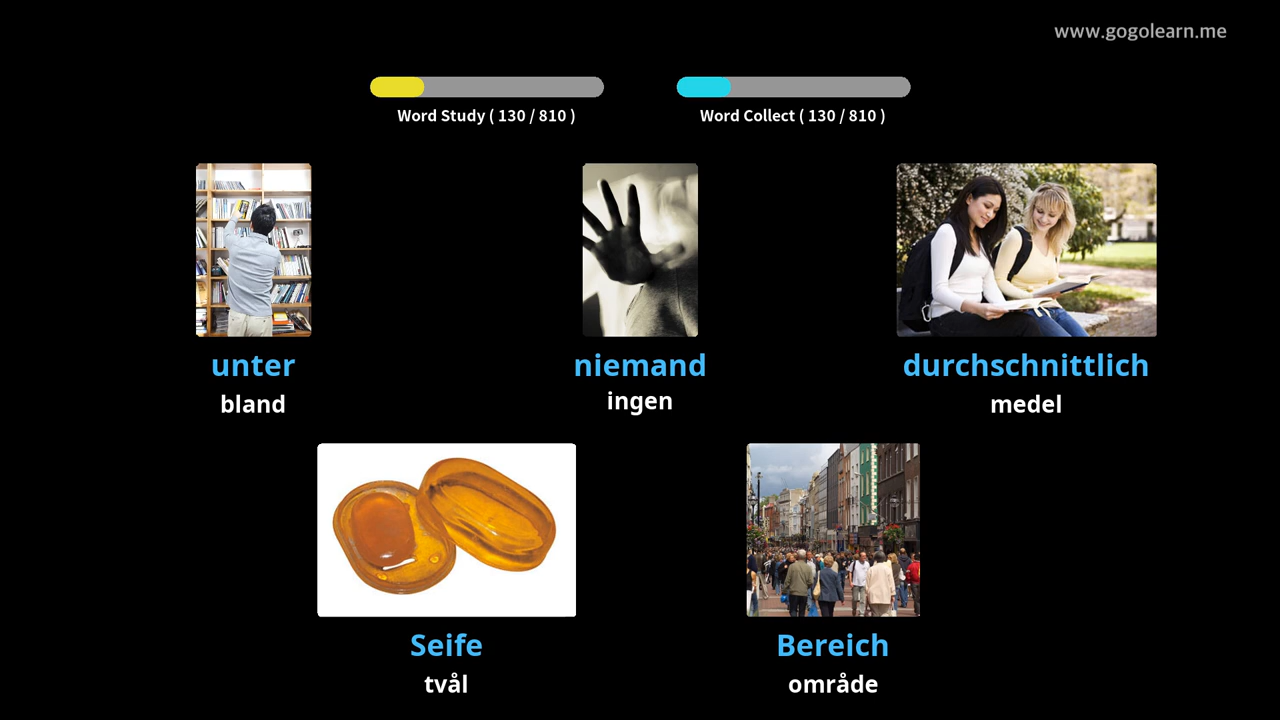 www.gogolearn.me
Word Study ( 130 / 810 )
Word Collect ( 130 / 810 )
unter
bland
niemand
ingen
durchschnittlich
medel
Seife
tvål
Bereich
område